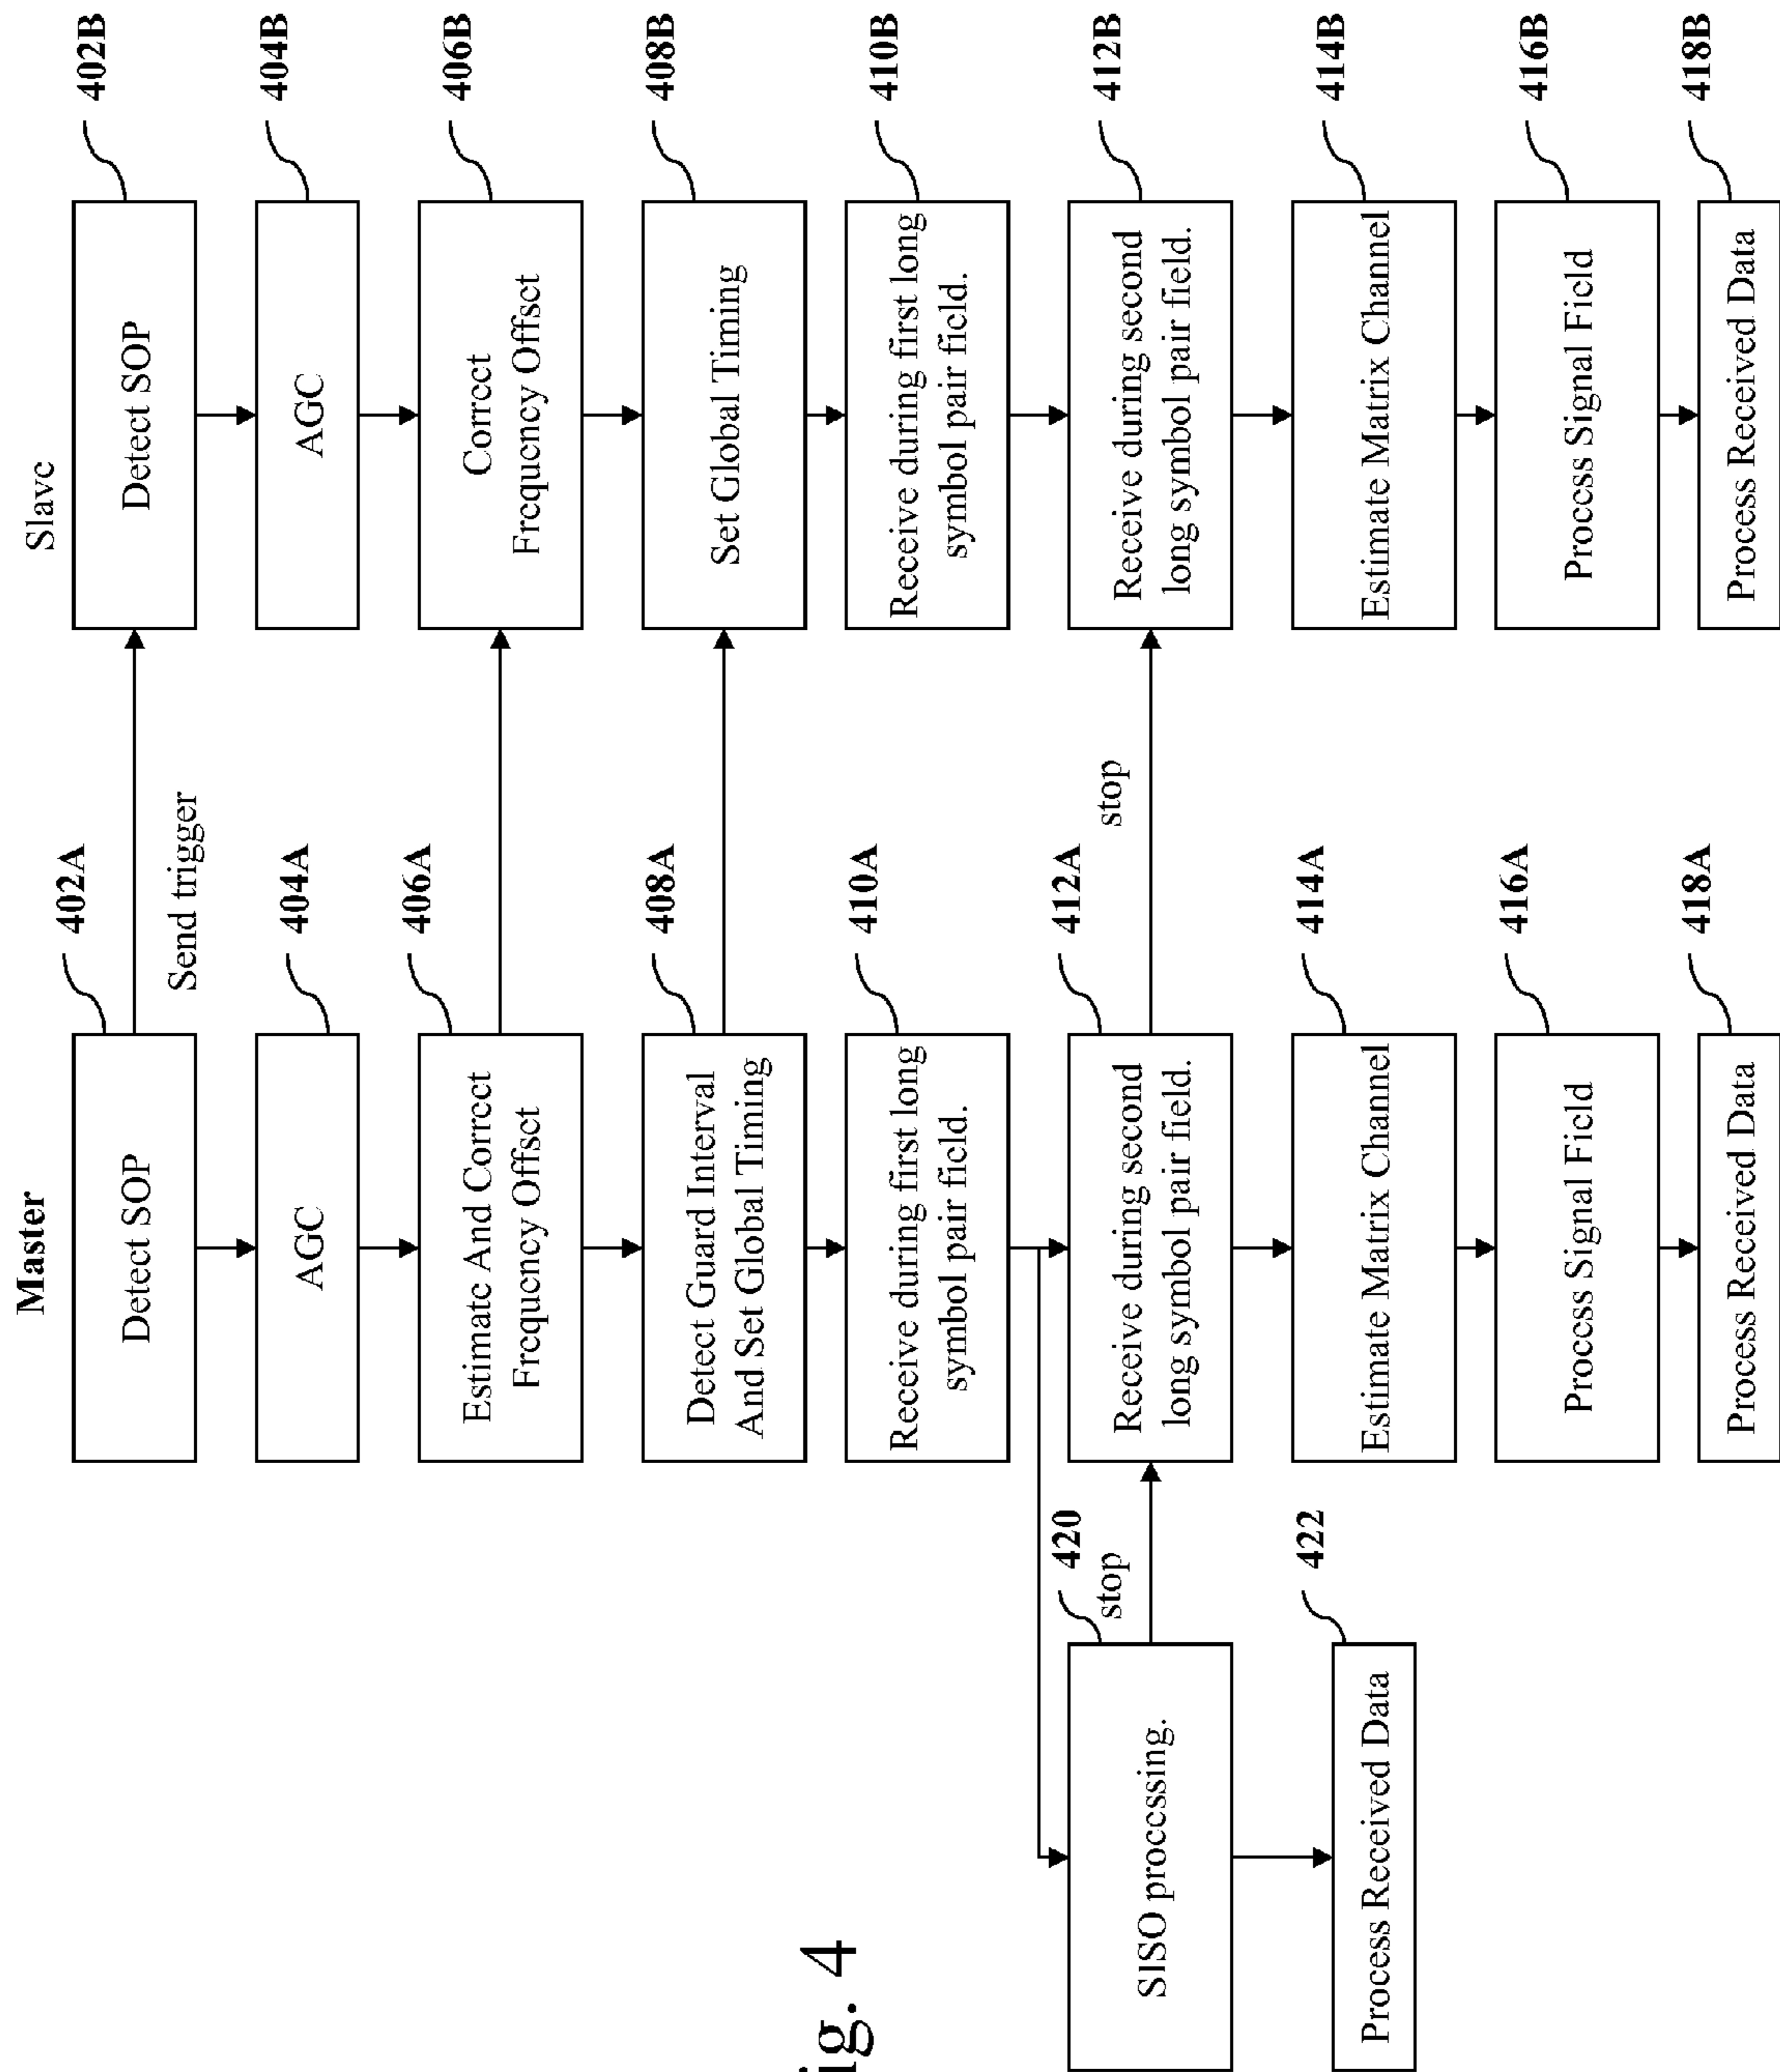 Master
402A
Detect SOP
Send trigger
404A
AGC
406A
Estimate And Correct
Frequency Offset
408A
Detect Guard Interval
And Set Global Timing
410A
Receive during first long
symbol pair field.
412A
Receive during second
long symbol pair field.
stop
414A
Estimate Matrix Channel
416A
Process Signal Field
418A
Process Received Data
Slave
402B
Detect SOP
404B
AGC
406B
Correct
Frequency Offset
408B
Set Global Timing
410B
Receive during first long
symbol pair field.
412B
Receive during second
long symbol pair field.
414B
Estimate Matrix Channel
416B
Process Signal Field
418B
Process Received Data
420
stop
SISO processing.
422
Process Received Data
ig. 4